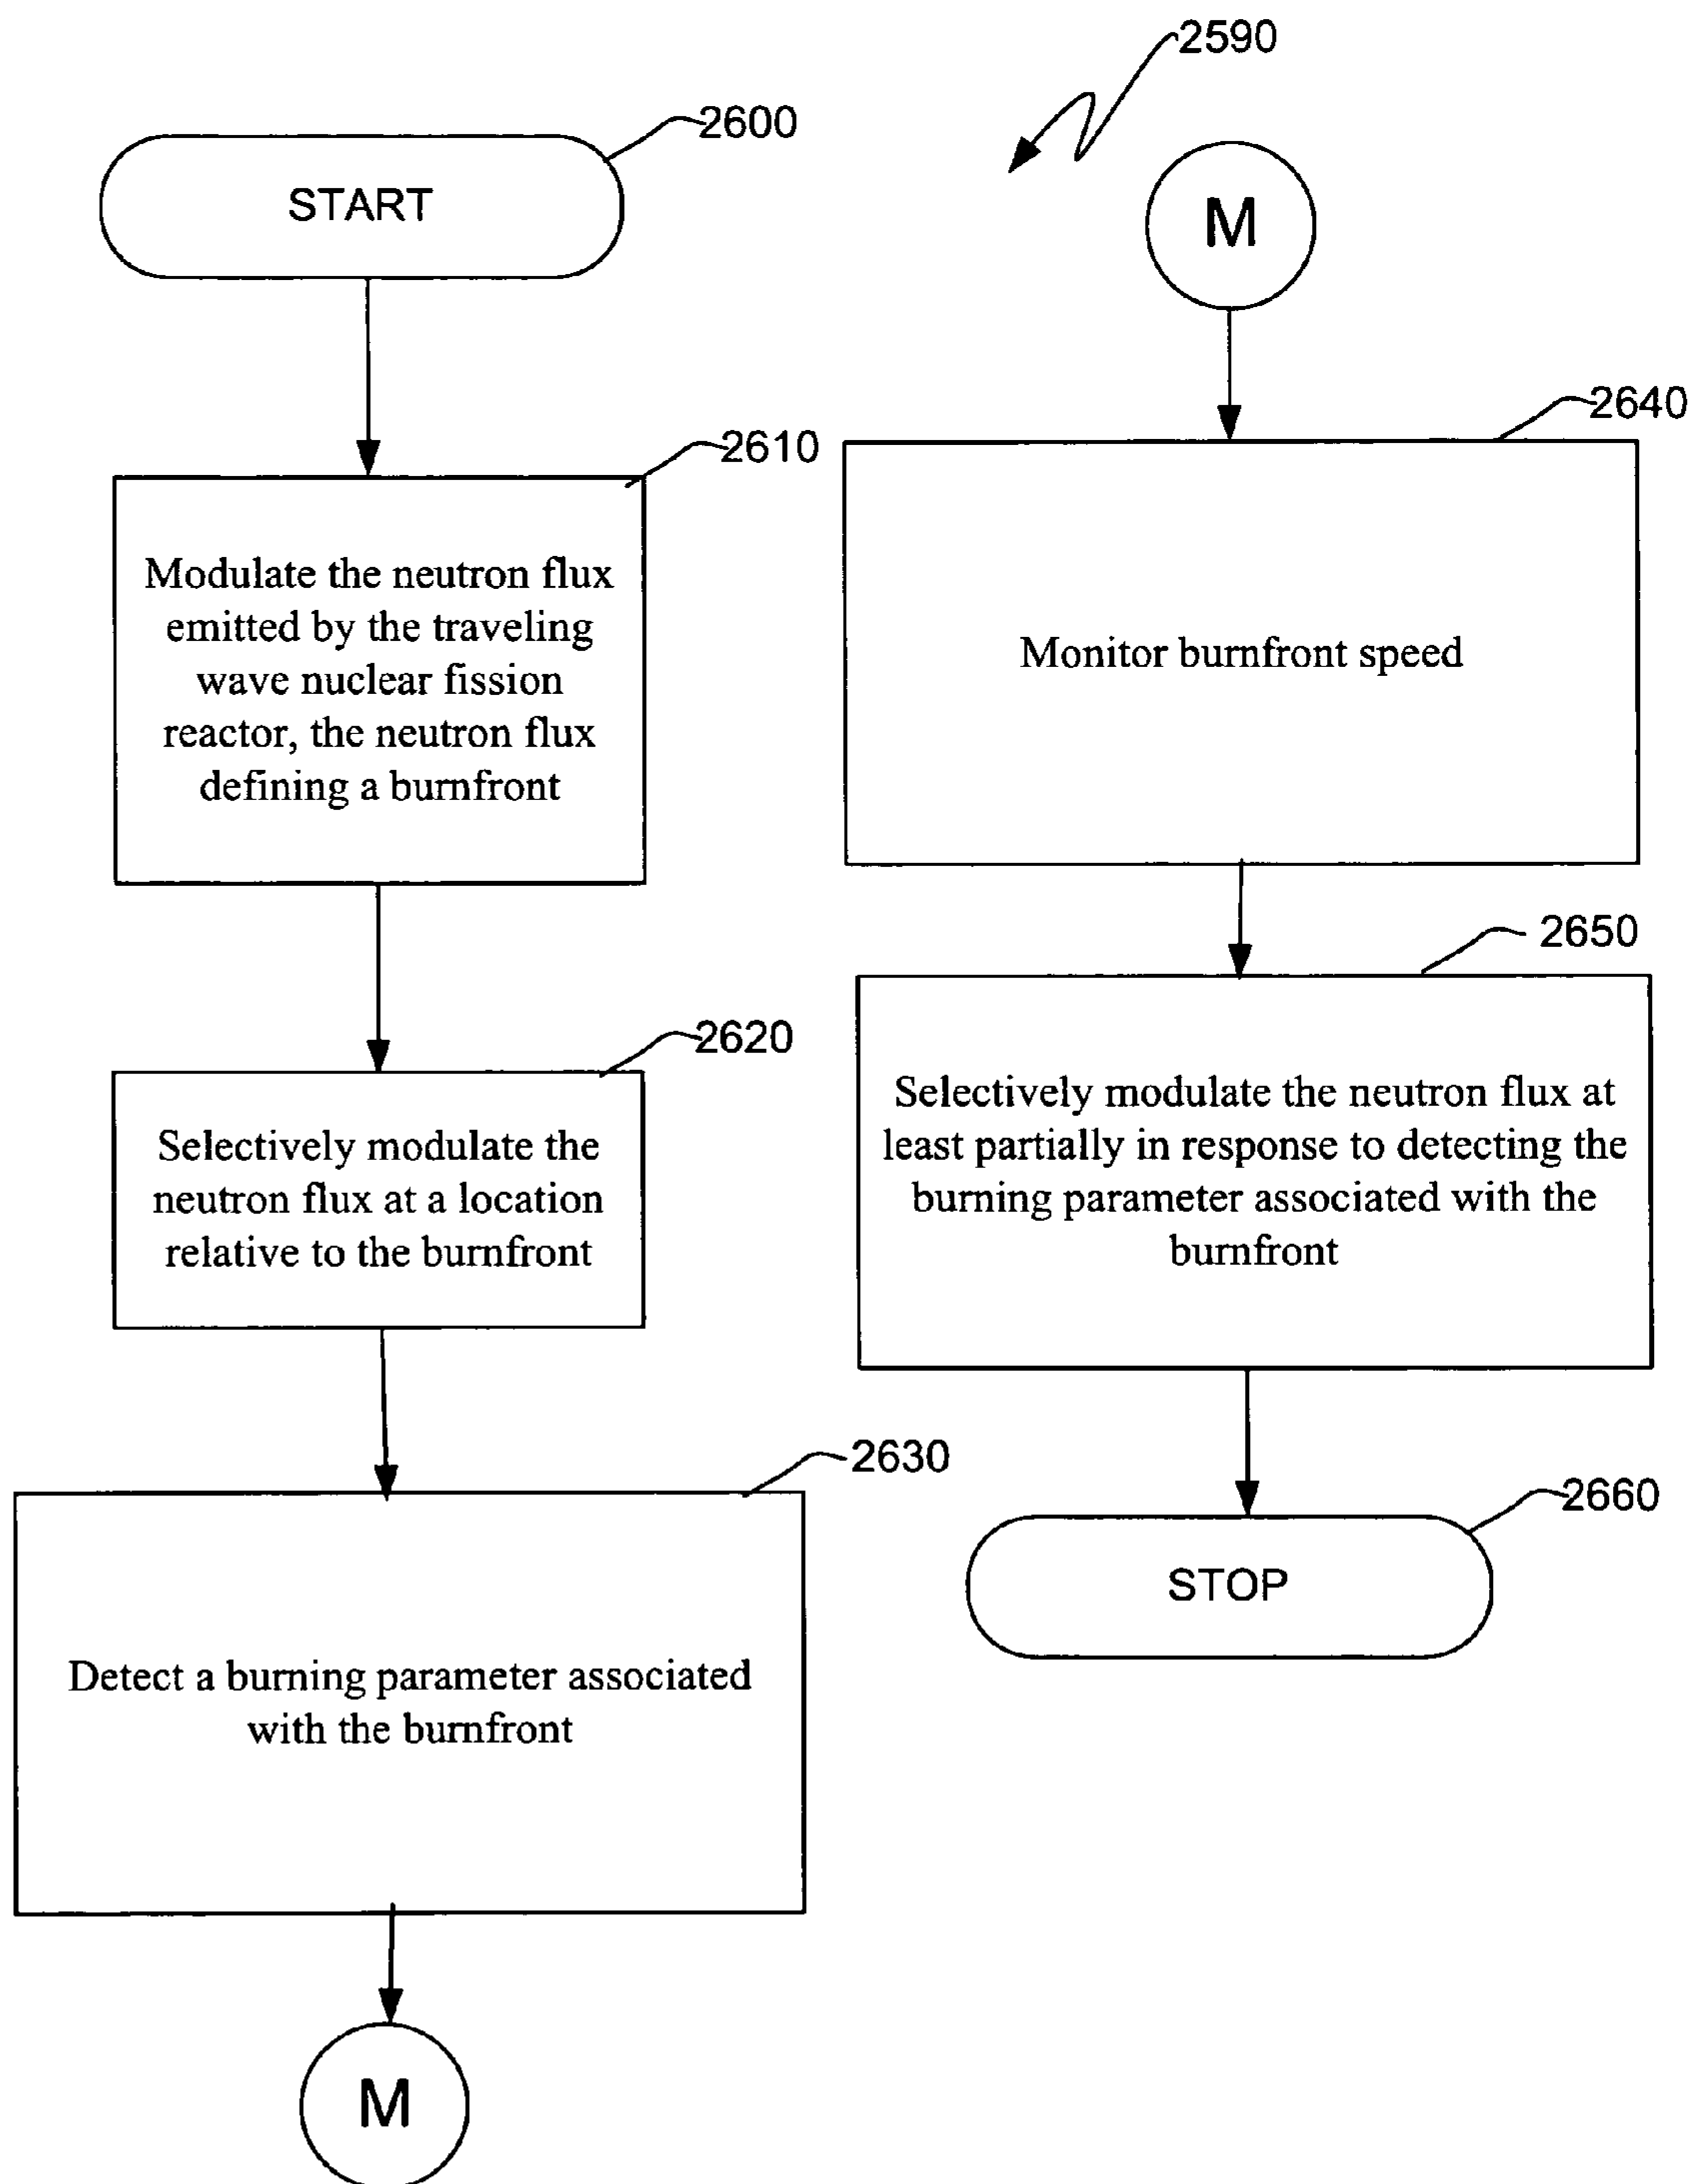 2590
2600
START
2610
Modulate the neutron flux
emitted by the traveling
wave nuclear fission
reactor, the neutron flux
defining a burnfront
2620
Selectively modulate the
neutron flux at a location
relative to the burnfront
2630
Detect a burning parameter associated
with the burnfront
M
M
2640
Monitor burnfront speed
2650
Selectively modulate the neutron flux at
least partially in response to detecting the
burning parameter associated with the
burnfront
2660
STOP